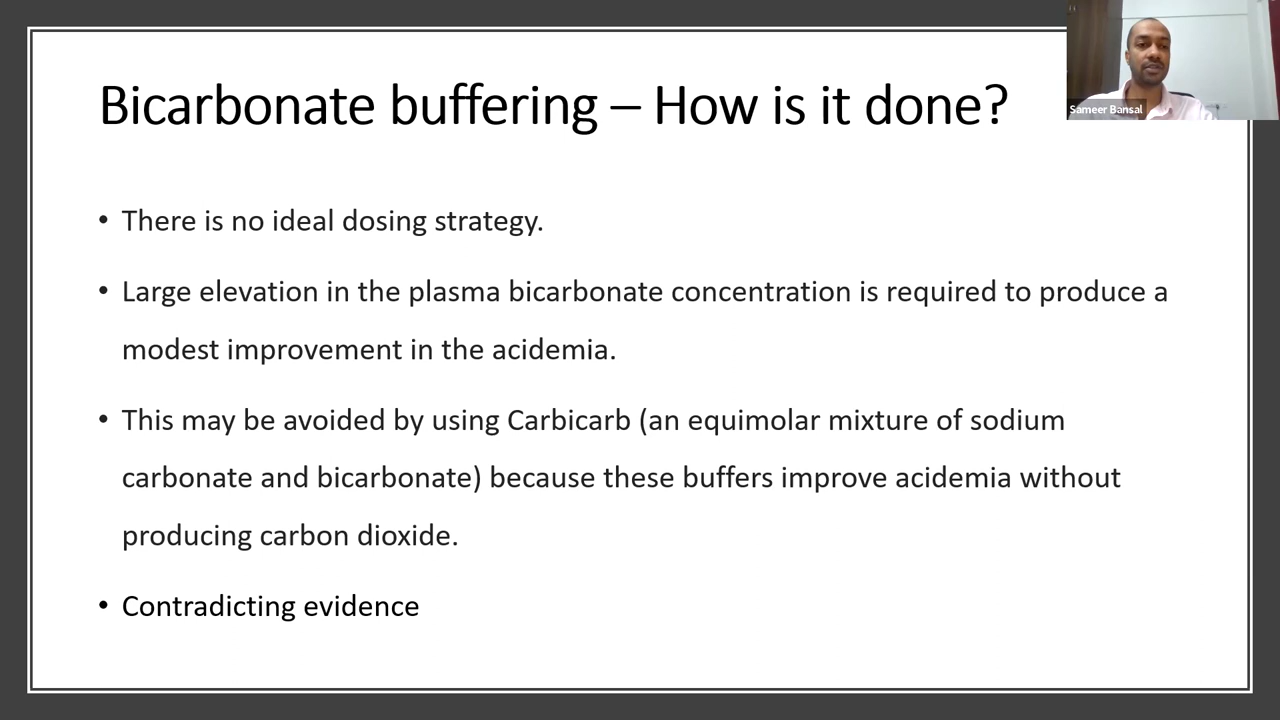 Bicarbonate buffering – How is it done?
Sameer Bansal
• There is no ideal dosing strategy.
• Large elevation in the plasma bicarbonate concentration is required to produce a
modest improvement in the acidemia.
• This may be avoided by using Carbicarb (an equimolar mixture of sodium
carbonate and bicarbonate) because these buffers improve acidemia without
producing carbon dioxide.
• Contradicting evidence